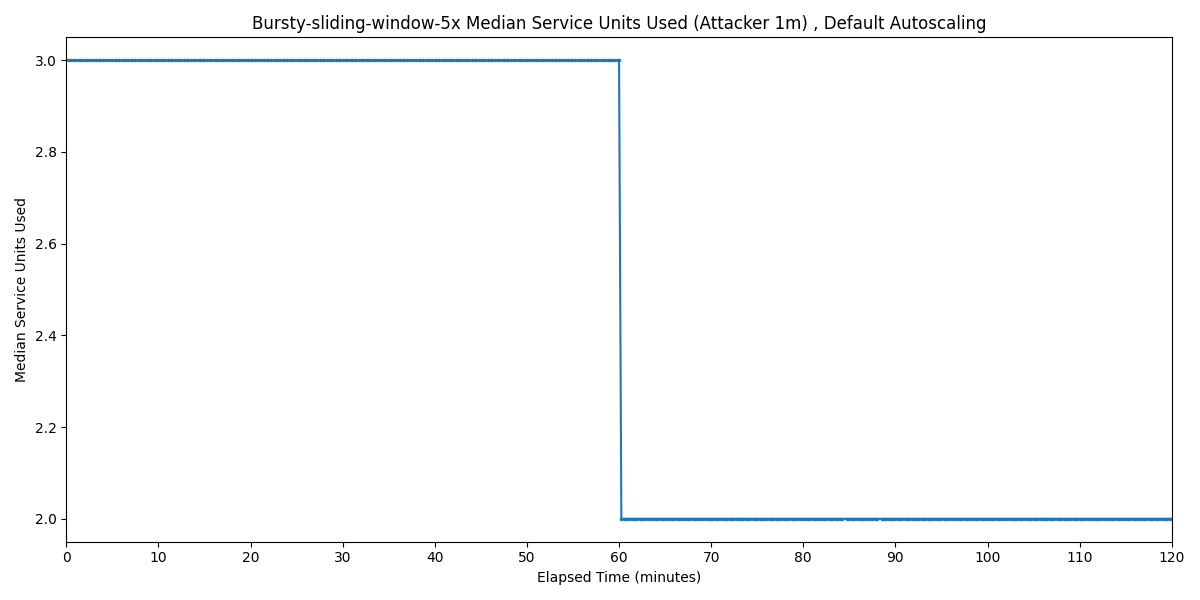 Bursty-sliding-window-5x Median Service Units Used (Attacker 1m) , Default Autoscaling
Median Service Units Used
3.0
2.8
2.6
2.4
2.2
2.0
0 10 20 30 40 50 60 70 80 90 100 110 120
Elapsed Time (minutes)